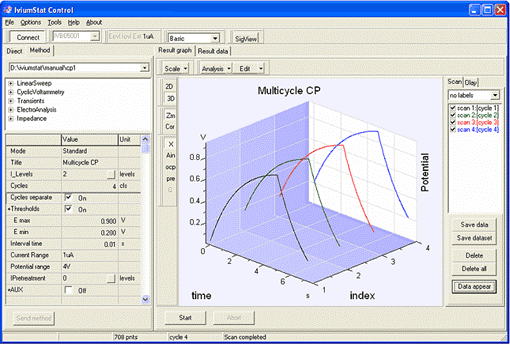 IviumStat Control
File Options Tools Help About
Connect IVB05001 1uA Basic SigView
Direct Method
Result graph Result data
D:\iviumstat\manual\cp1
Scale Analysis Edit
Scan Olay
LinearSweep
CyclicVoltammetry
Transients
ElectroAnalysis
Impedance
2D
3D
Zm
Cor
X
Ain
ocp
pre
C
Multicycle CP
V
0.8
0.6
0.4
0.2
0
0 2 4 6
s
1 2 3 4
time
index
Potential
no labels
scan 1:[cycle 1]
scan 2:[cycle 2]
scan 3:[cycle 3]
scan 4:[cycle 4]
Value Unit
Mode Standard
Title Multicycle CP
I_Levels 2 levels
Cycles 4 cls
Cycles separate On
+Thresholds On
E max 0.900 V
E min 0.200 V
Interval time 0.01 s
Current Range 1uA
Potential range 4V
IPretreatment 0 levels
+AUX Off
Save data
Save dataset
Delete
Delete all
Data appear
Send method
Start Abort
708 pnts cycle 4 Scan completed